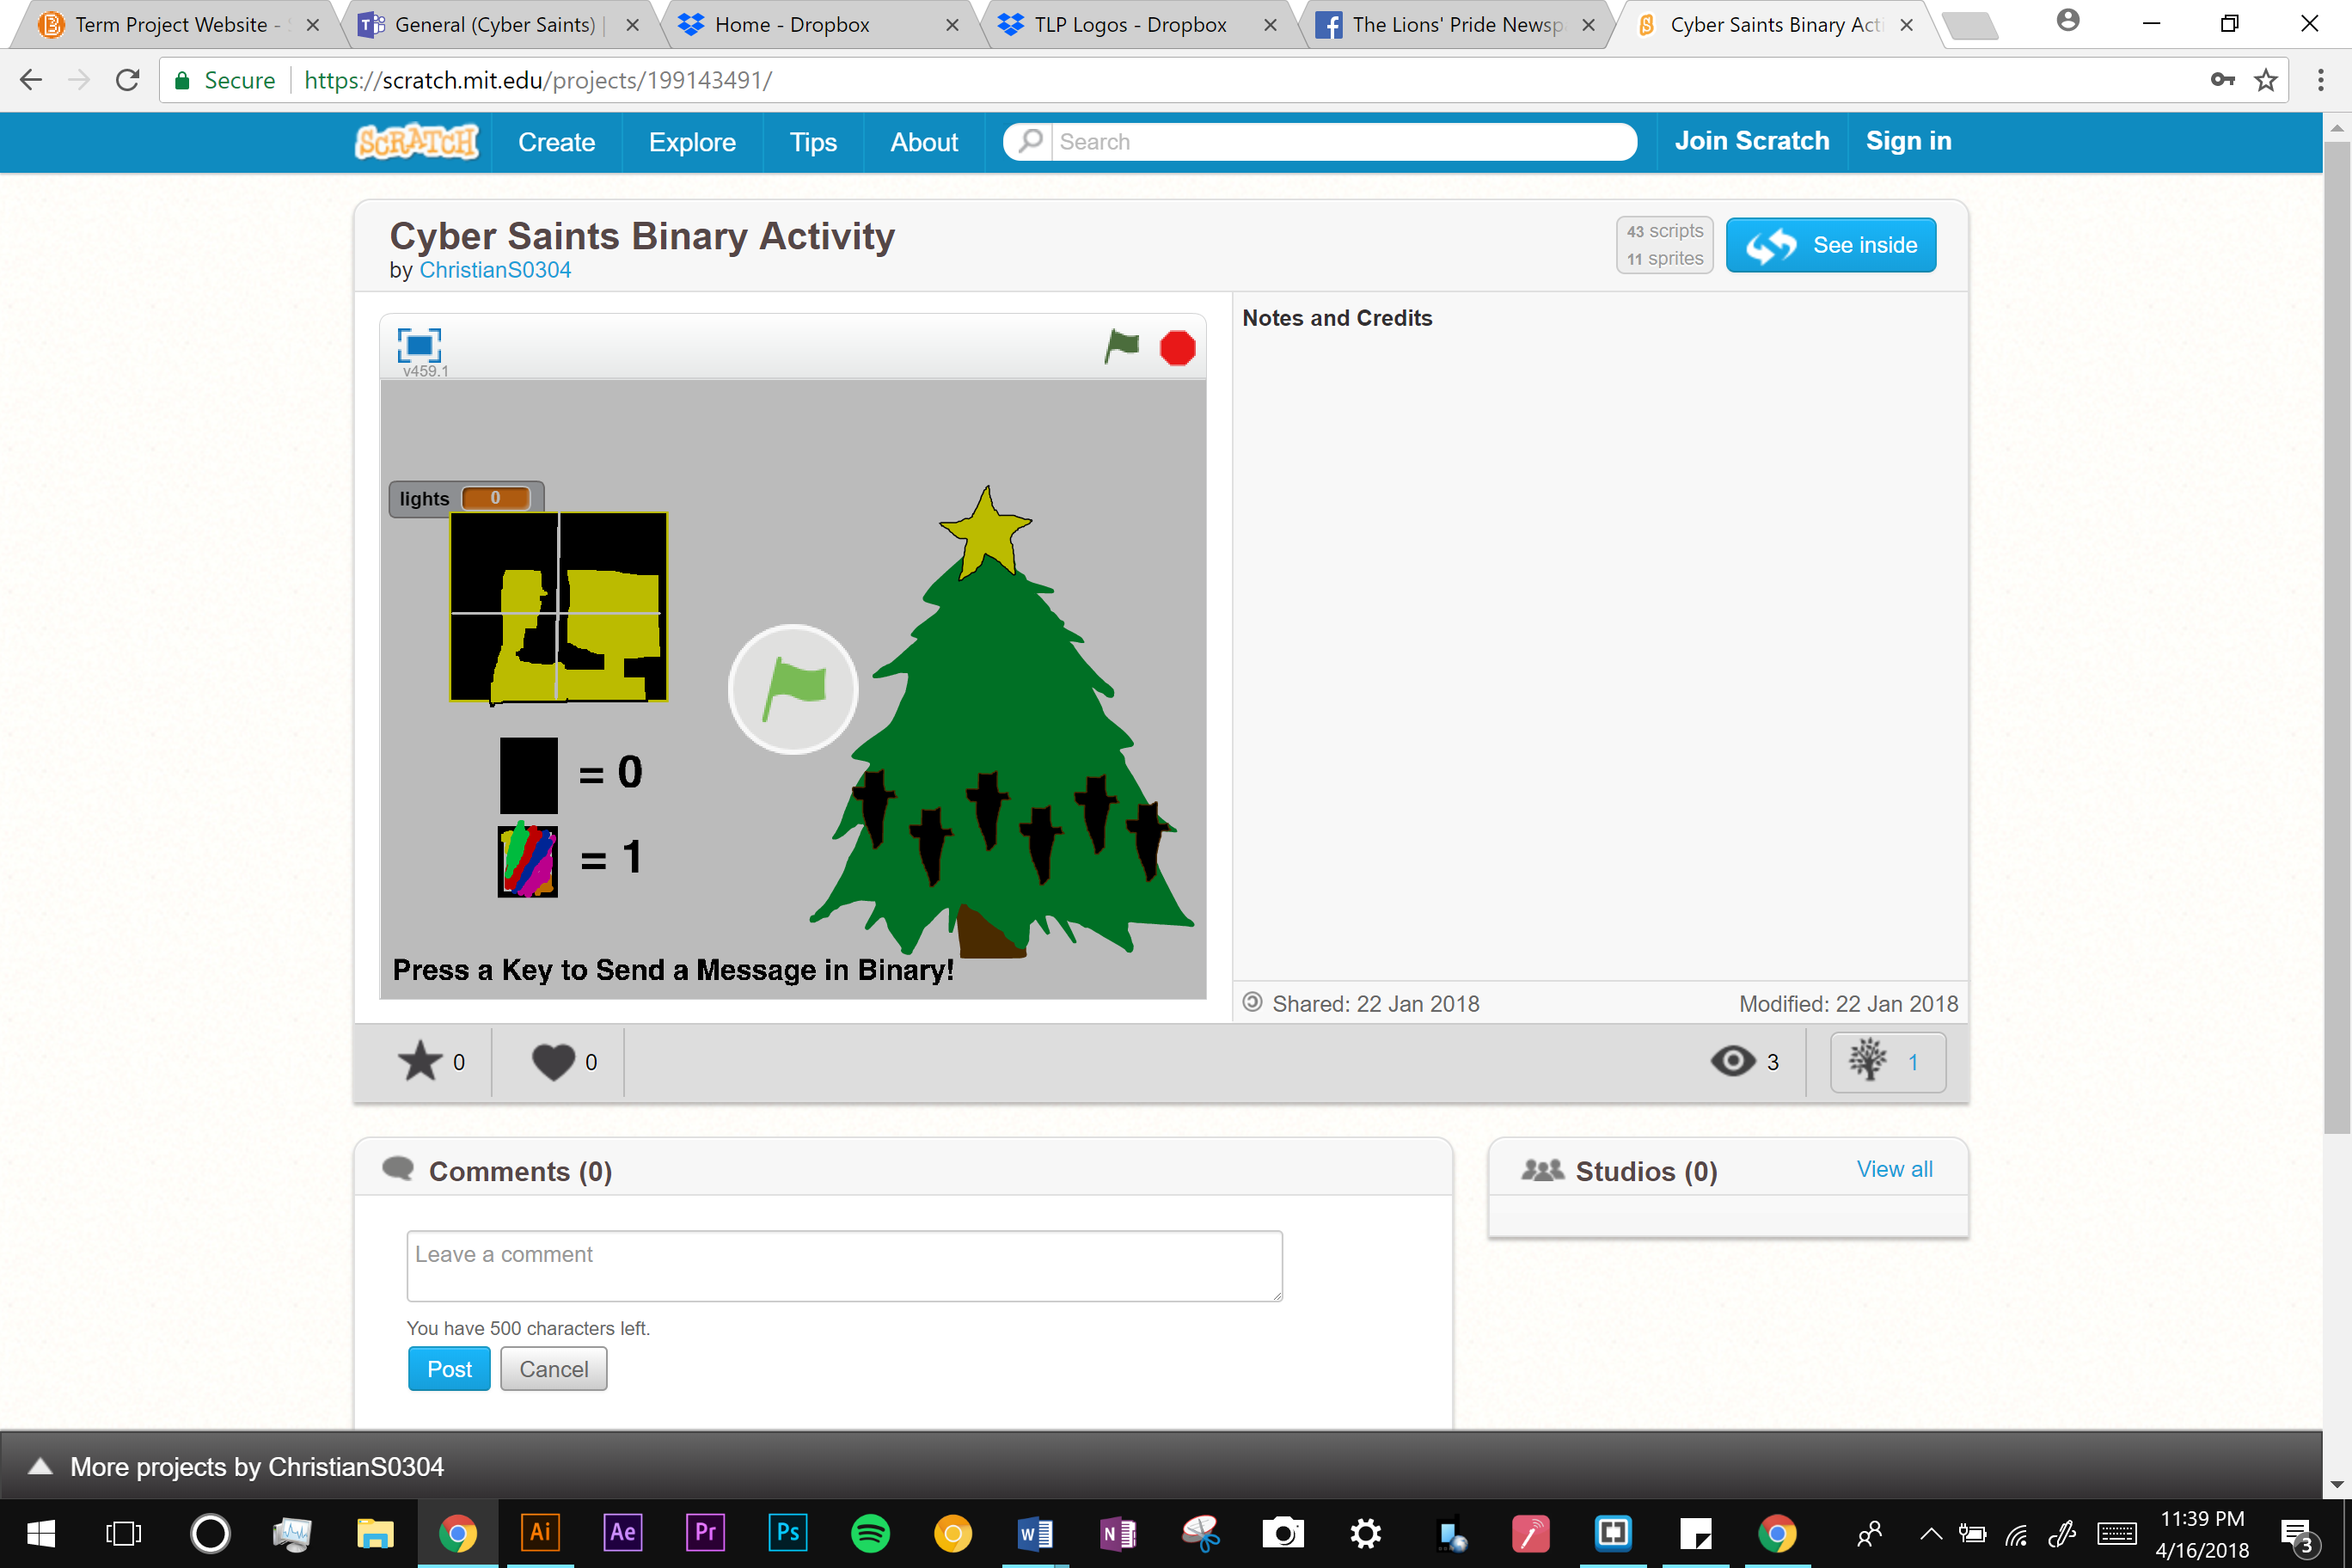 Term Project Website -
General (Cyber Saints) |
Home - Dropbox
TLP Logos - Dropbox
The Lions' Pride Newsp
Cyber Saints Binary Acti
Secure
https://scratch.mit.edu/projects/199143491/
SCRATCH
Create
Explore
Tips
About
Search
Join Scratch
Sign in
Cyber Saints Binary Activity
by ChristianS0304
43 scripts
11 sprites
See inside
v459.1
Notes and Credits
lights 0
= 0
= 1
Press a Key to Send a Message in Binary!
Shared: 22 Jan 2018
Modified: 22 Jan 2018
0
0
3
1
Comments (0)
Studios (0)
View all
Leave a comment
You have 500 characters left.
Post
Cancel
More projects by ChristianS0304
Ai
Ae
Pr
Ps
W
N
11:39 PM
4/16/2018
3